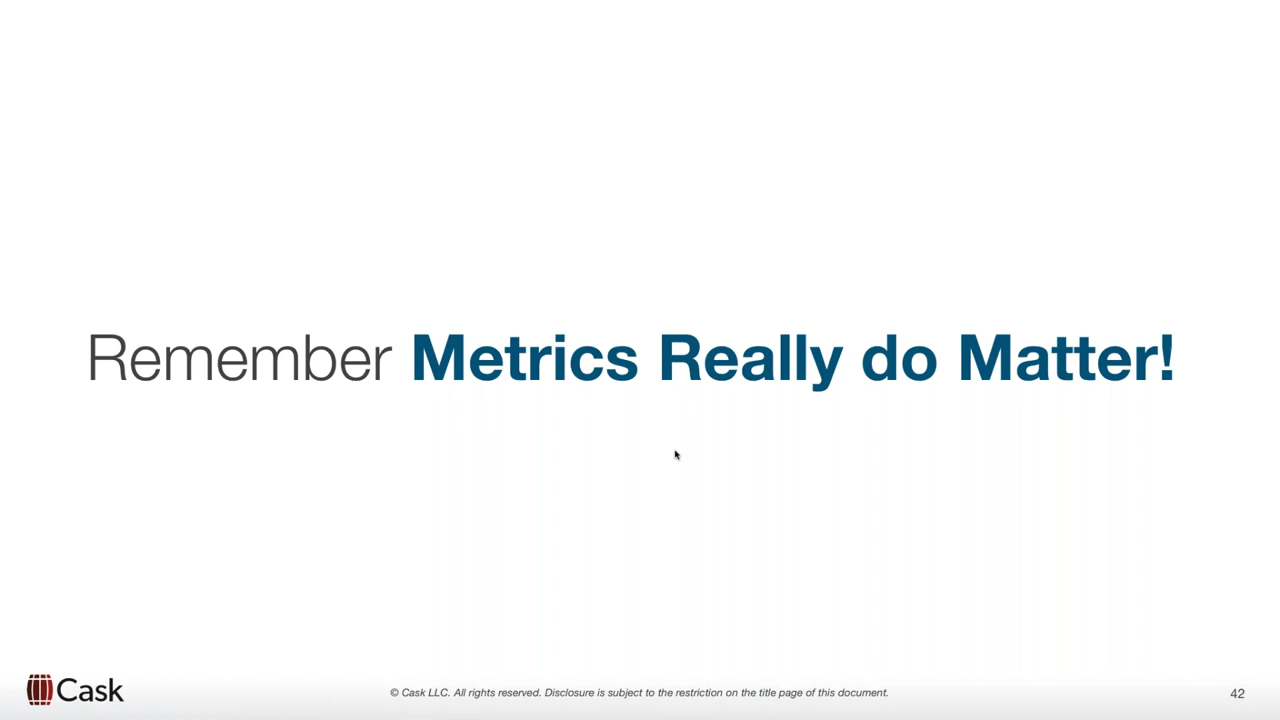 Remember Metrics Really do Matter!
Cask
© Cask LLC. All rights reserved. Disclosure is subject to the restriction on the title page of this document.
42